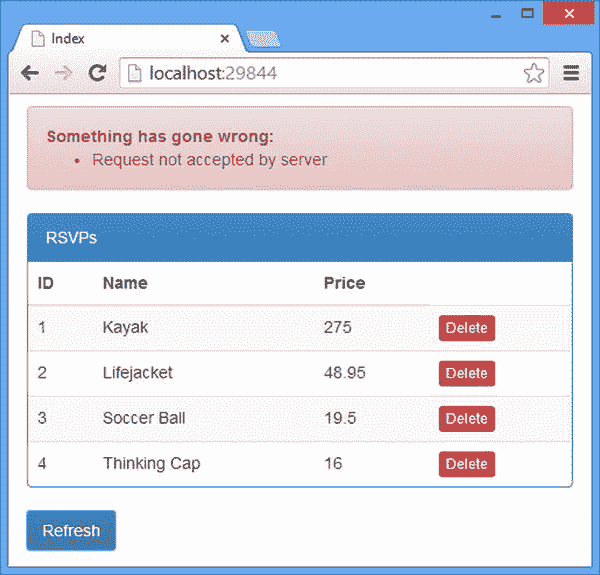 Index
localhost:29844
Something has gone wrong:
• Request not accepted by server
RSVPs
ID Name Price
1 Kayak 275 Delete
2 Lifejacket 48.95 Delete
3 Soccer Ball 19.5 Delete
4 Thinking Cap 16 Delete
Refresh